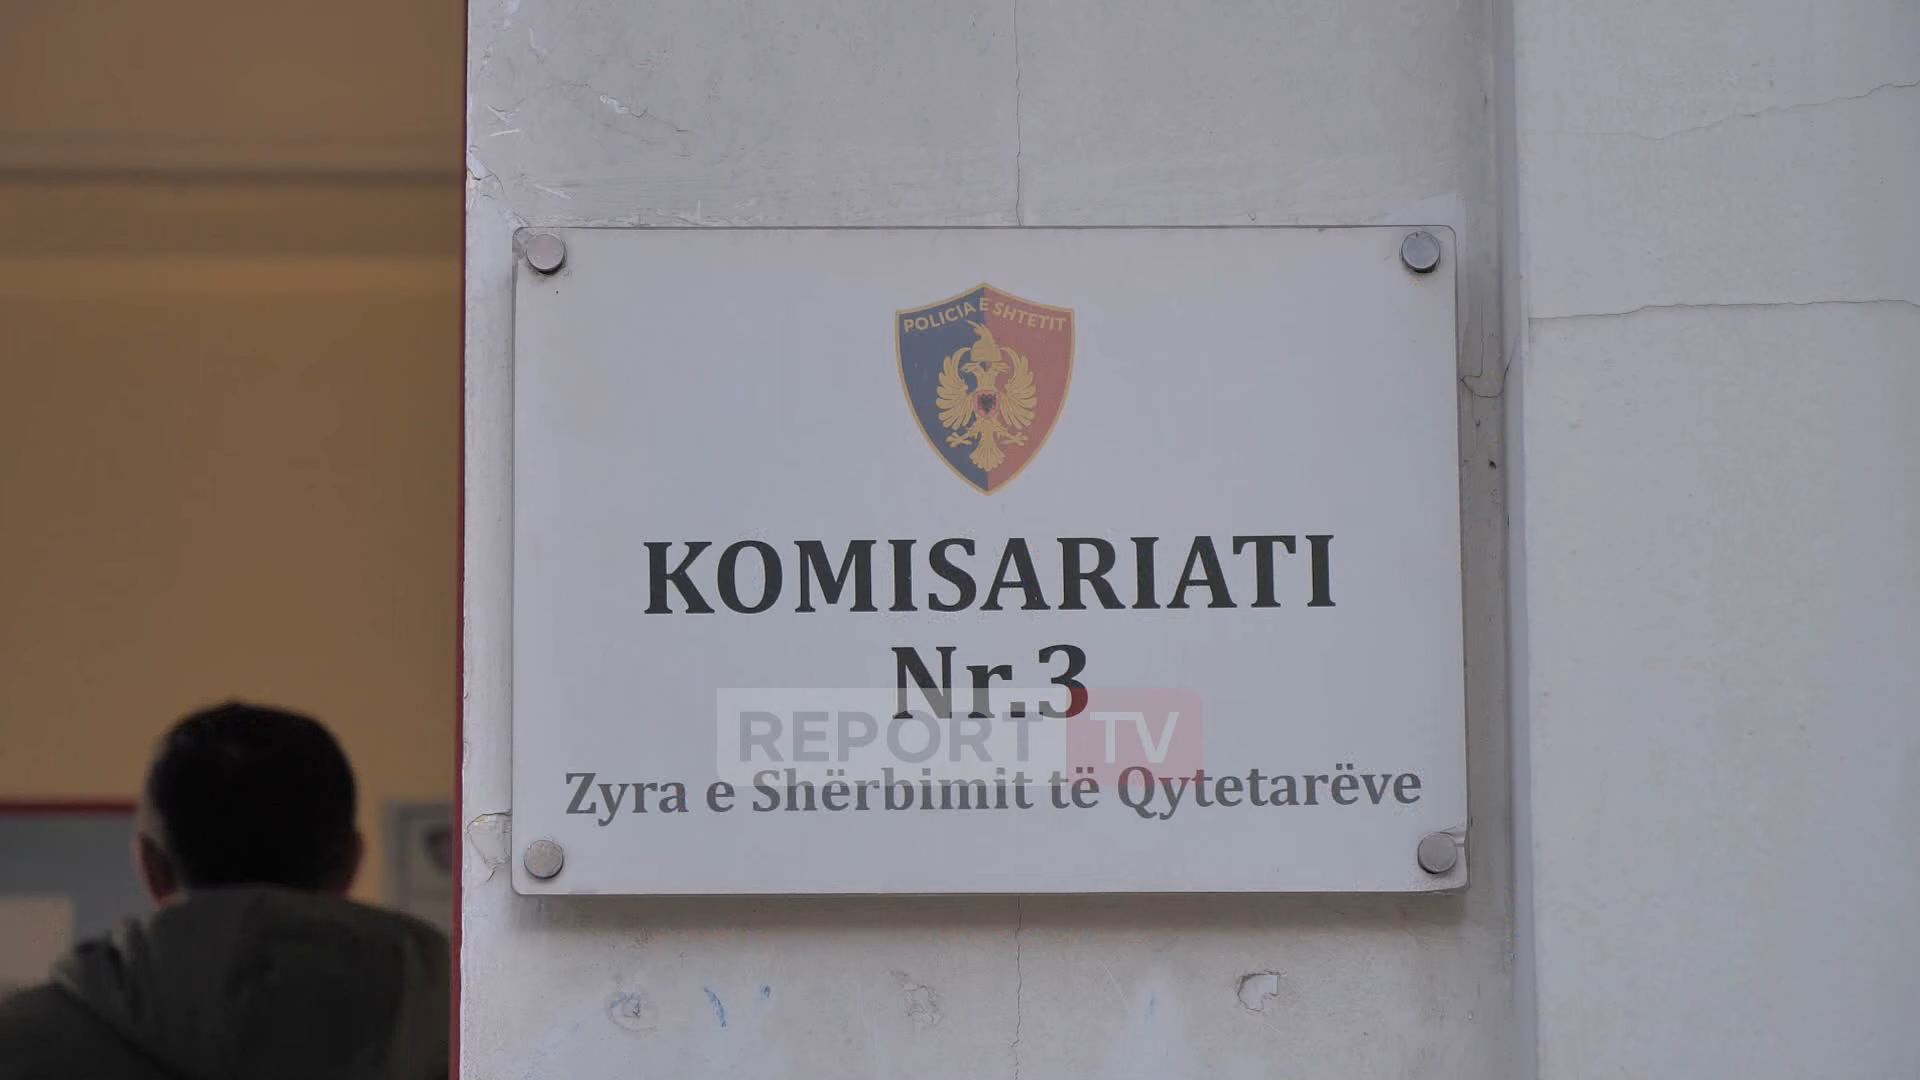 POLICIA E SHTETIT
KOMISARIATI
Nr.3
REPORT TV
Zyra e Shërbimit të Qytetarëve